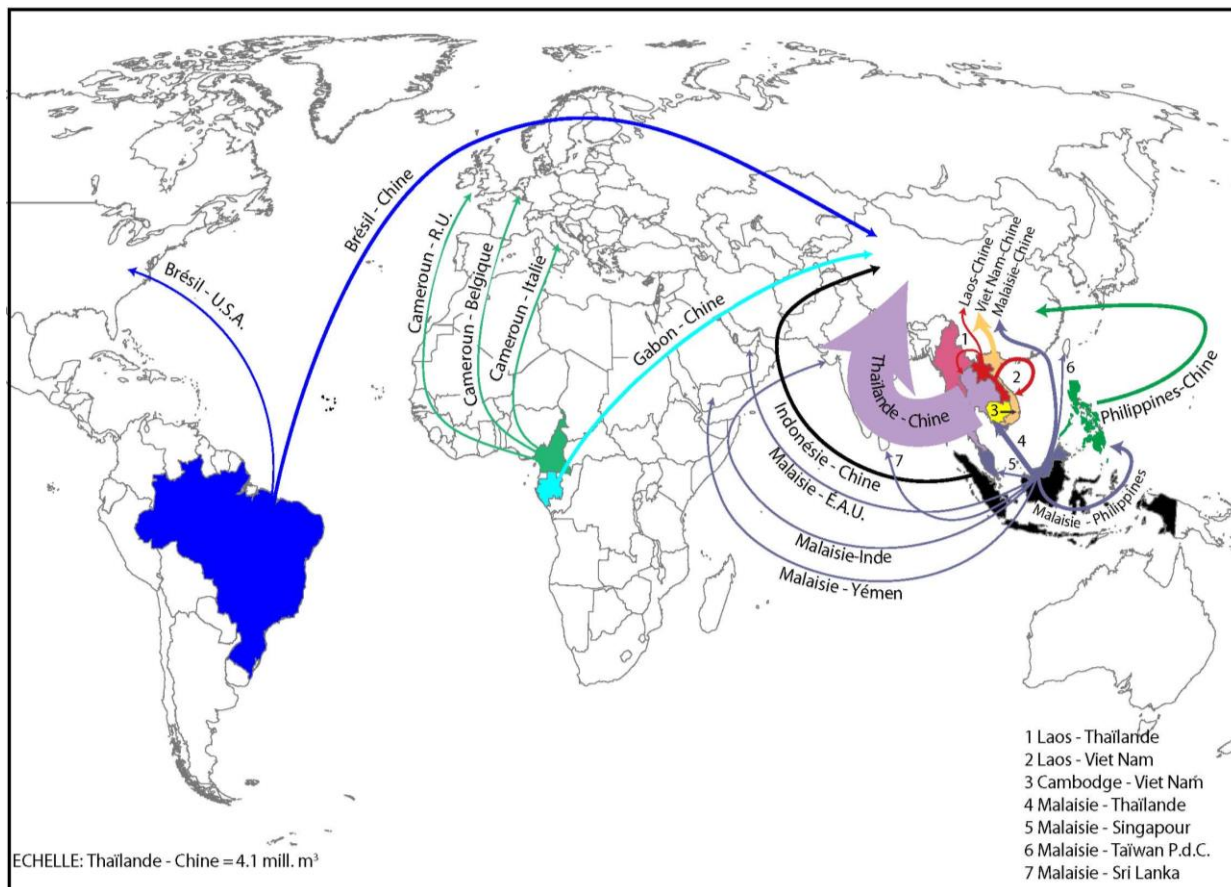 Brésil - Chine
Brésil - U.S.A.
Cameroun - R.U.
Cameroun - Belgique
Cameroun - Italie
Gabon - Chine
Laos-Chine
Viet Nam-Chine
Malaisie-Chine
1
2
3
4
5
6
7
Thaïlande - Chine
Philippines-Chine
Indonésie - Chine
Malaisie - É.A.U.
Malaisie-Inde
Malaisie - Yémen
Malaisie - Philippines
1 Laos - Thaïlande
2 Laos - Viet Nam
3 Cambodge - Viet Naḿ
4 Malaisie - Thaïlande
5 Malaisie - Singapour
6 Malaisie - Taïwan P.d.C.
7 Malaisie - Sri Lanka
ECHELLE: Thaïlande - Chine = 4.1 mill. m³